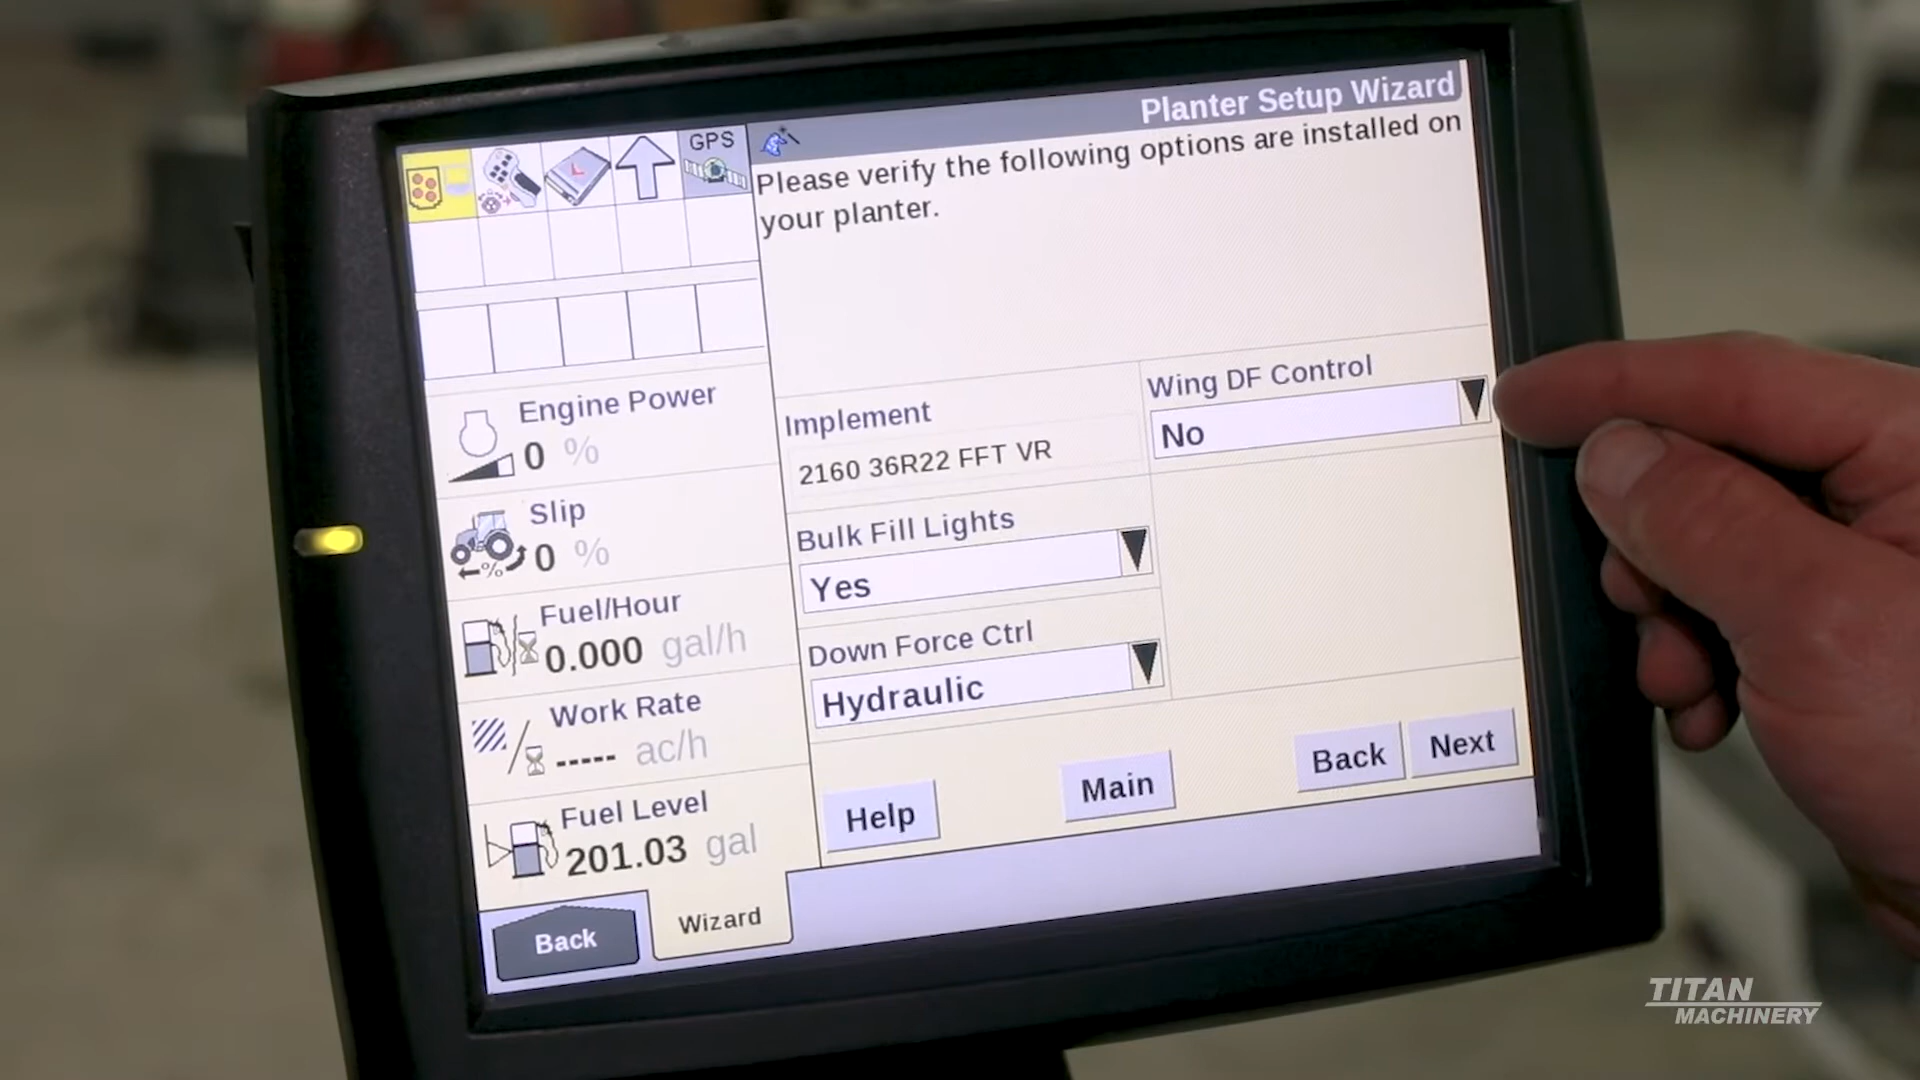 GPS
Planter Setup Wizard
Please verify the following options are installed on
your planter.
Engine Power
0 %
Slip
0 %
%
Fuel/Hour
0.000 gal/h
Work Rate
----- ac/h
Fuel Level
201.03 gal
Implement
2160 36R22 FFT VR
Bulk Fill Lights
Yes
Down Force Ctrl
Hydraulic
Wing DF Control
No
Help
Main
Back
Next
Back
Wizard
TITAN
MACHINERY